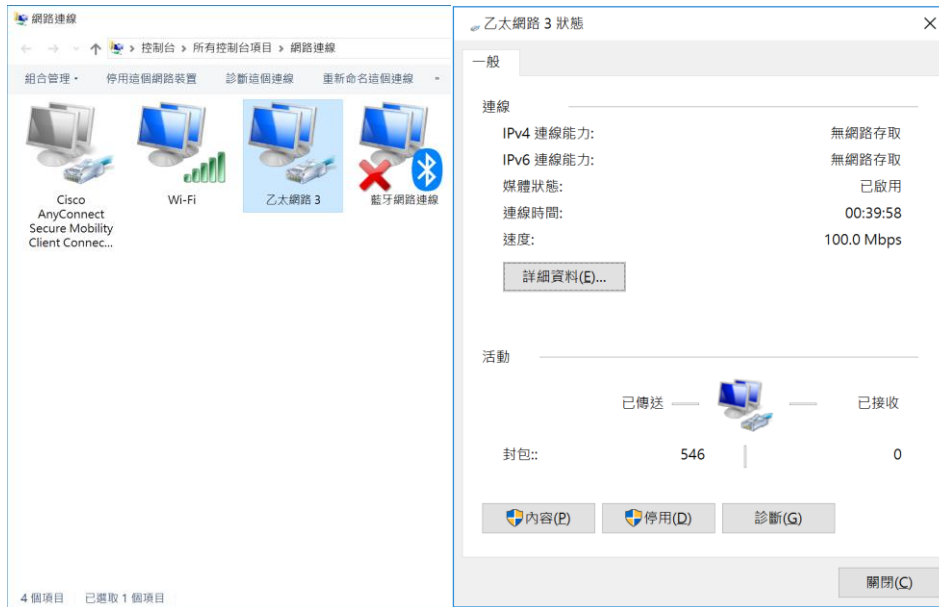 網路連線
控制台 › 所有控制台項目 › 網路連線
組合管理 停用這個網路裝置 診斷這個連線 重新命名這個連線
Cisco
AnyConnect
Secure Mobility
Client Connec...
Wi-Fi
乙太網路 3
藍牙網路連線
4 個項目 已選取 1 個項目
乙太網路 3 狀態
一般
連線
IPv4 連線能力: 無網路存取
IPv6 連線能力: 無網路存取
媒體狀態: 已啟用
連線時間: 00:39:58
速度: 100.0 Mbps
詳細資料(E)...
活動
已傳送 已接收
封包:: 546 0
內容(P) 停用(D) 診斷(G)
關閉(C)